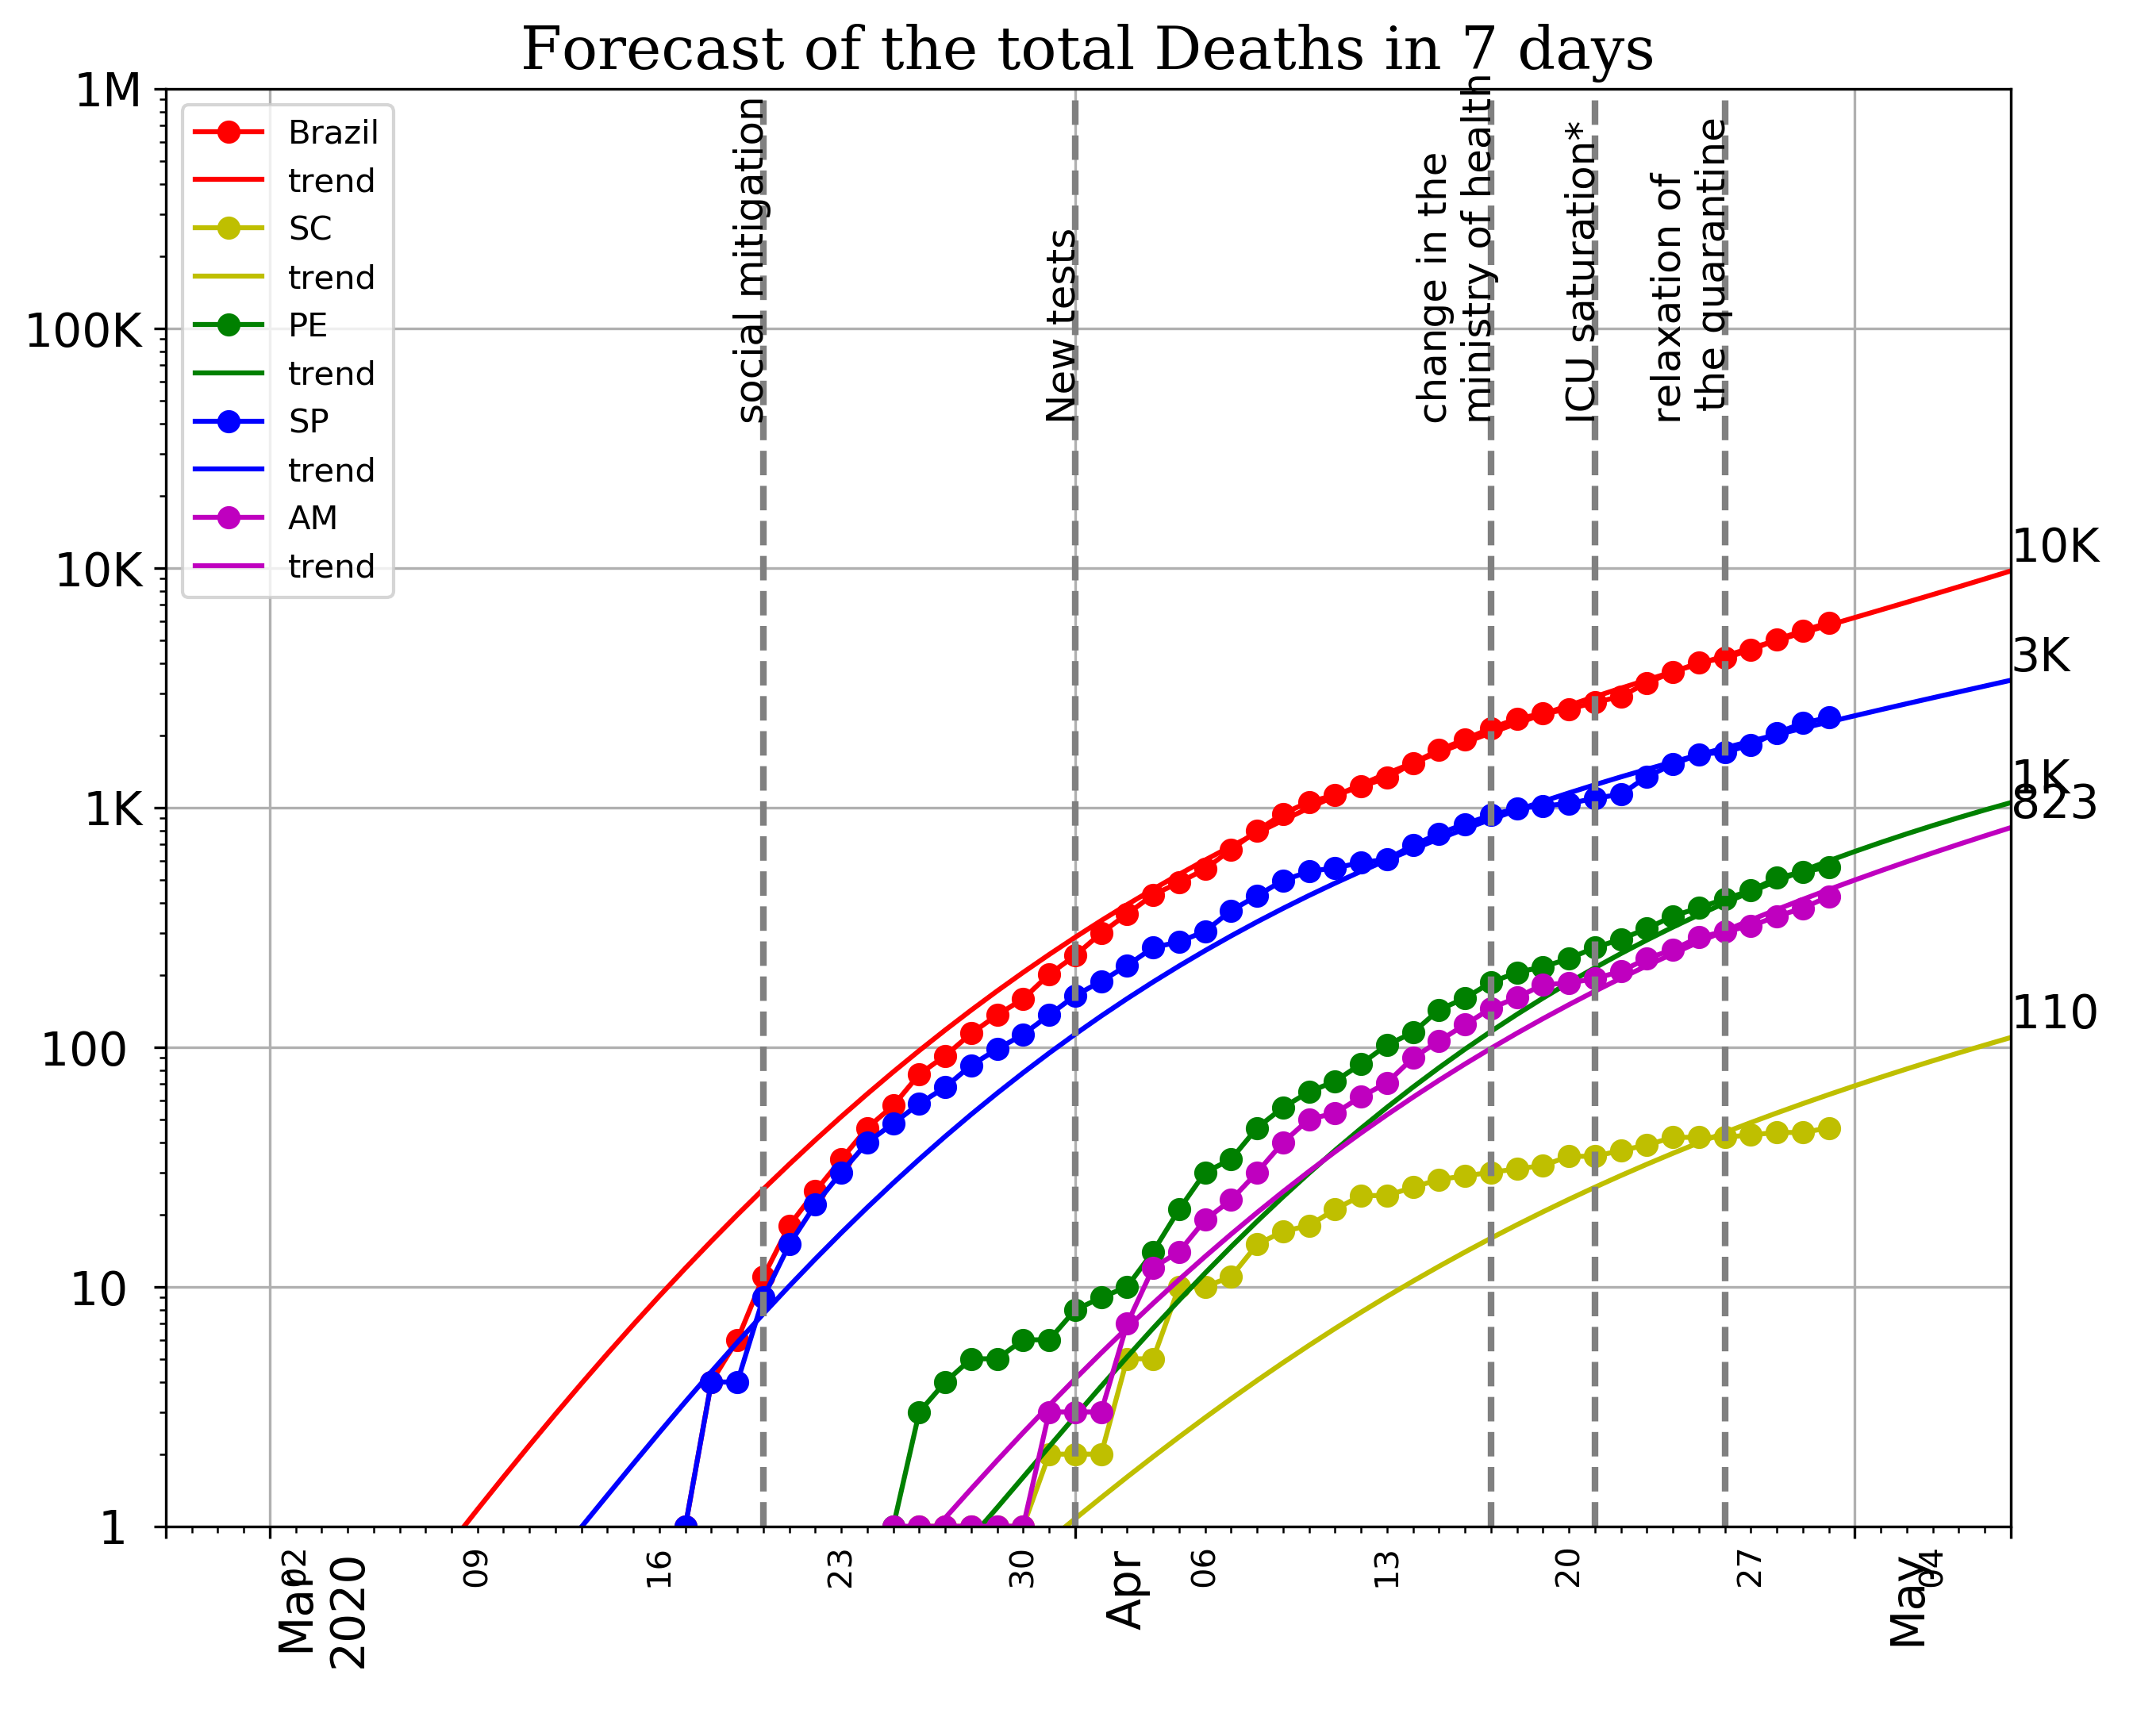 Forecast of the total Deaths in 7 days
1M
100K
10K
1K
100
10
1
Brazil
trend
SC
trend
PE
trend
SP
trend
AM
trend
social mitigation
New tests
change in the
ministry of health
ICU saturation*
relaxation of
the quarantine
10K
3K
1K
823
110
02
09
16
23
30
06
13
20
27
04
Mar
2020
Apr
May